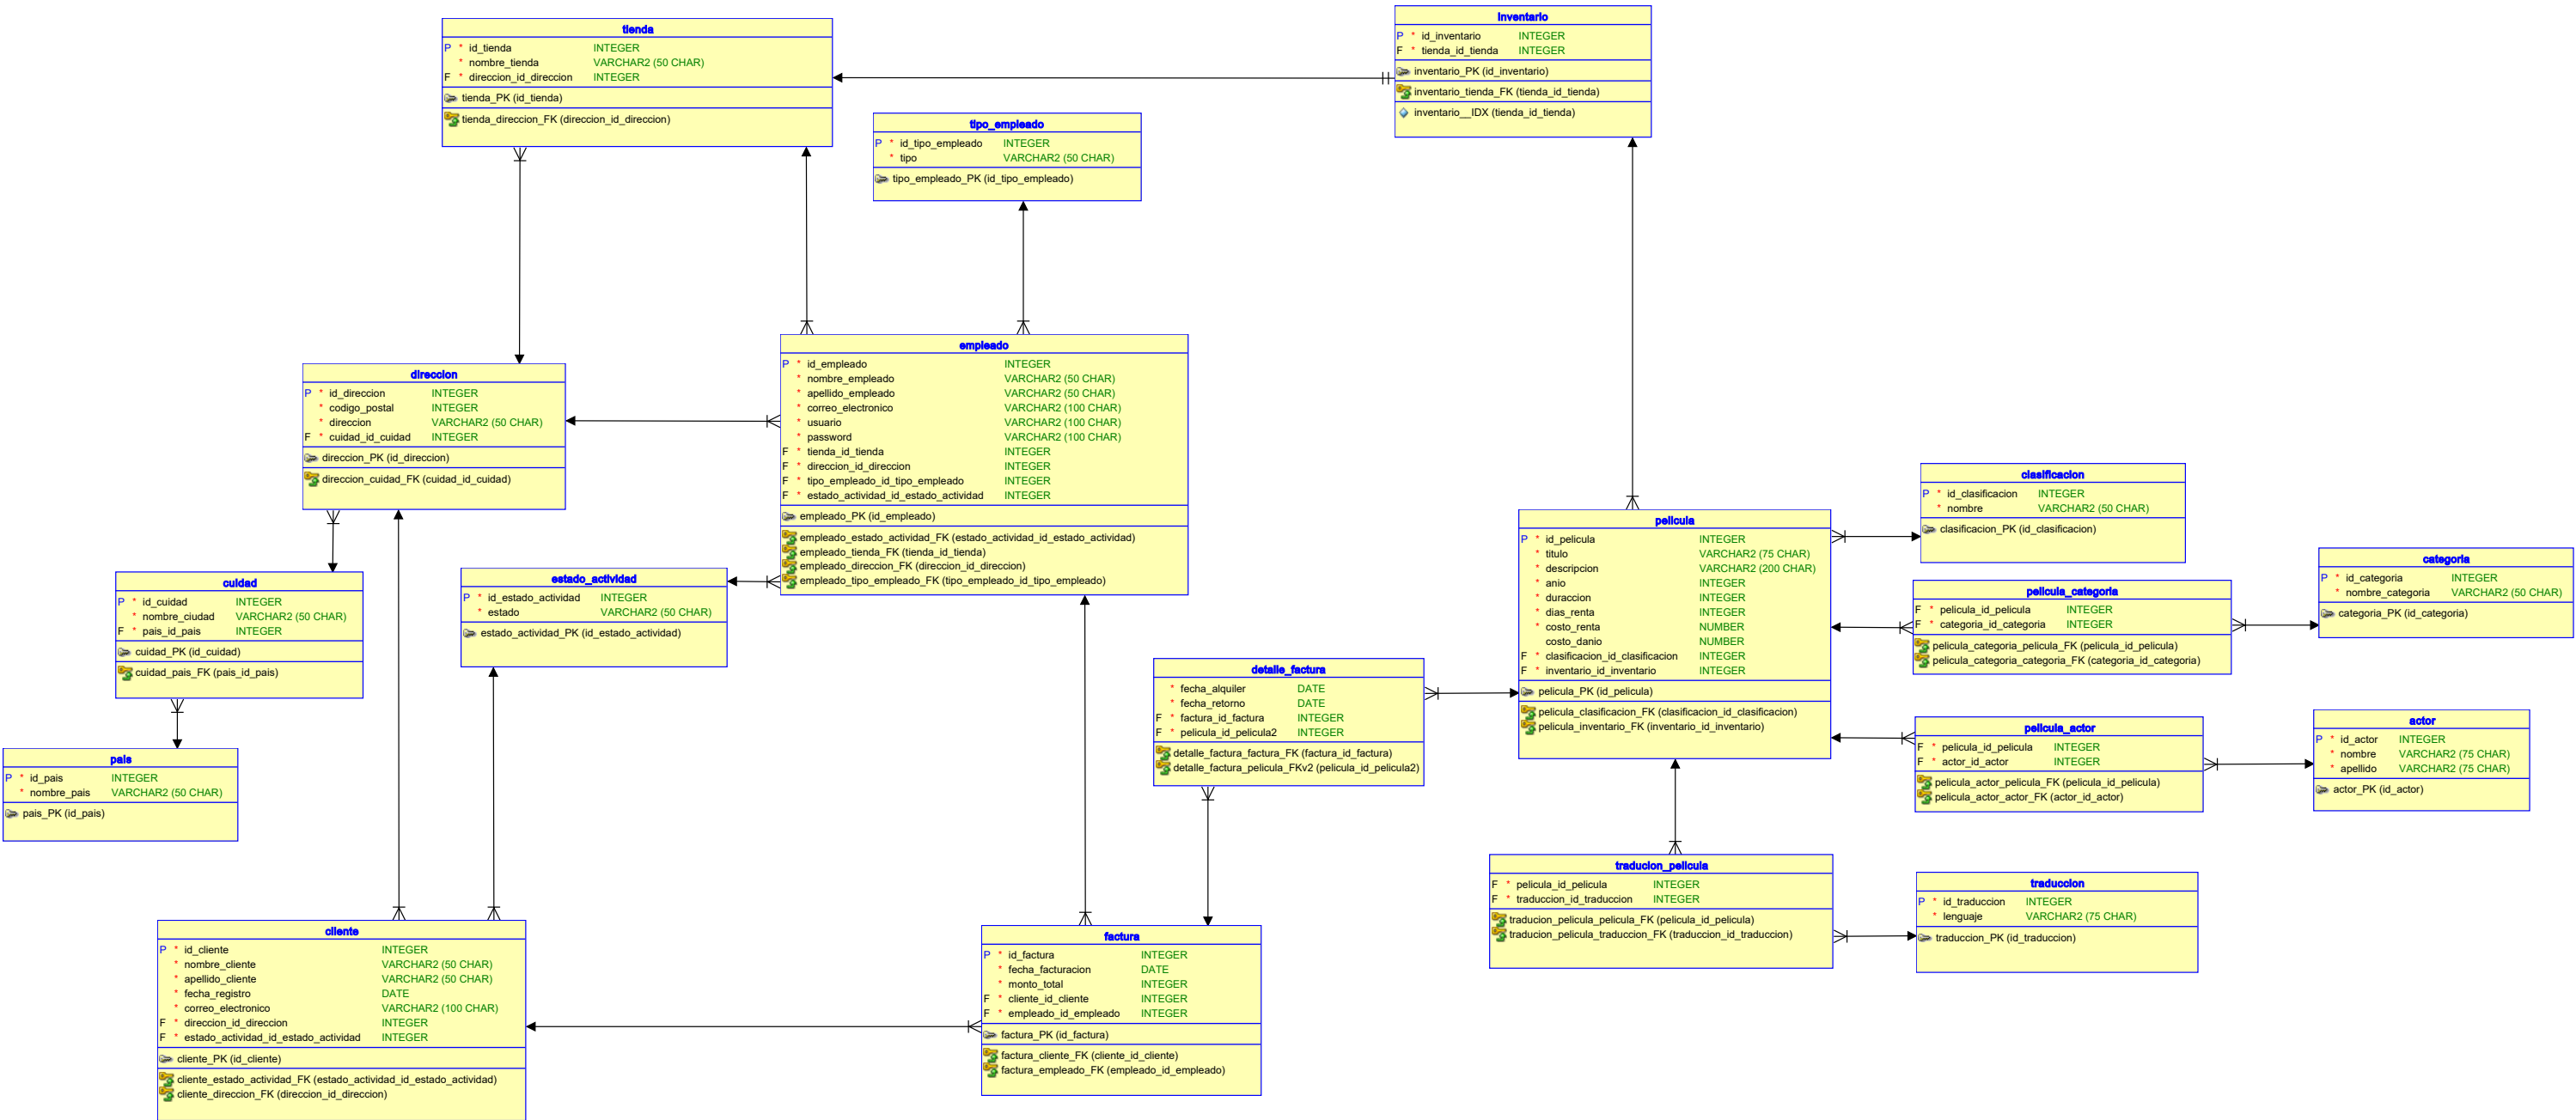 tienda
P * id_tienda INTEGER
* nombre_tienda VARCHAR2 (50 CHAR)
F * direccion_id_direccion INTEGER
tienda_PK (id_tienda)
tienda_direccion_FK (direccion_id_direccion)
inventario
P * id_inventario INTEGER
F * tienda_id_tienda INTEGER
inventario_PK (id_inventario)
inventario_tienda_FK (tienda_id_tienda)
inventario__IDX (tienda_id_tienda)
tipo_empleado
P * id_tipo_empleado INTEGER
* tipo VARCHAR2 (50 CHAR)
tipo_empleado_PK (id_tipo_empleado)
empleado
P * id_empleado INTEGER
* nombre_empleado VARCHAR2 (50 CHAR)
* apellido_empleado VARCHAR2 (50 CHAR)
* correo_electronico VARCHAR2 (100 CHAR)
* usuario VARCHAR2 (100 CHAR)
* password VARCHAR2 (100 CHAR)
F * tienda_id_tienda INTEGER
F * direccion_id_direccion INTEGER
F * tipo_empleado_id_tipo_empleado INTEGER
F * estado_actividad_id_estado_actividad INTEGER
empleado_PK (id_empleado)
empleado_estado_actividad_FK (estado_actividad_id_estado_actividad)
empleado_tienda_FK (tienda_id_tienda)
empleado_direccion_FK (direccion_id_direccion)
empleado_tipo_empleado_FK (tipo_empleado_id_tipo_empleado)
direccion
P * id_direccion INTEGER
* codigo_postal INTEGER
* direccion VARCHAR2 (50 CHAR)
F * cuidad_id_cuidad INTEGER
direccion_PK (id_direccion)
direccion_cuidad_FK (cuidad_id_cuidad)
cuidad
P * id_cuidad INTEGER
* nombre_ciudad VARCHAR2 (50 CHAR)
F * pais_id_pais INTEGER
cuidad_PK (id_cuidad)
cuidad_pais_FK (pais_id_pais)
estado_actividad
P * id_estado_actividad INTEGER
* estado VARCHAR2 (50 CHAR)
estado_actividad_PK (id_estado_actividad)
pais
P * id_pais INTEGER
* nombre_pais VARCHAR2 (50 CHAR)
pais_PK (id_pais)
cliente
P * id_cliente INTEGER
* nombre_cliente VARCHAR2 (50 CHAR)
* apellido_cliente VARCHAR2 (50 CHAR)
* fecha_registro DATE
* correo_electronico VARCHAR2 (100 CHAR)
F * direccion_id_direccion INTEGER
F * estado_actividad_id_estado_actividad INTEGER
cliente_PK (id_cliente)
cliente_estado_actividad_FK (estado_actividad_id_estado_actividad)
cliente_direccion_FK (direccion_id_direccion)
factura
P * id_factura INTEGER
* fecha_facturacion DATE
* monto_total INTEGER
F * cliente_id_cliente INTEGER
F * empleado_id_empleado INTEGER
factura_PK (id_factura)
factura_cliente_FK (cliente_id_cliente)
factura_empleado_FK (empleado_id_empleado)
detalle_factura
* fecha_alquiler DATE
* fecha_retorno DATE
F * factura_id_factura INTEGER
F * pelicula_id_pelicula2 INTEGER
detalle_factura_factura_FK (factura_id_factura)
detalle_factura_pelicula_FKv2 (pelicula_id_pelicula2)
pelicula
P * id_pelicula INTEGER
* titulo VARCHAR2 (75 CHAR)
* descripcion VARCHAR2 (200 CHAR)
* anio INTEGER
* duraccion INTEGER
* dias_renta INTEGER
* costo_renta NUMBER
costo_danio NUMBER
F * clasificacion_id_clasificacion INTEGER
F * inventario_id_inventario INTEGER
pelicula_PK (id_pelicula)
pelicula_clasificacion_FK (clasificacion_id_clasificacion)
pelicula_inventario_FK (inventario_id_inventario)
clasificacion
P * id_clasificacion INTEGER
* nombre VARCHAR2 (50 CHAR)
clasificacion_PK (id_clasificacion)
pelicula_categoria
F * pelicula_id_pelicula INTEGER
F * categoria_id_categoria INTEGER
pelicula_categoria_pelicula_FK (pelicula_id_pelicula)
pelicula_categoria_categoria_FK (categoria_id_categoria)
categoria
P * id_categoria INTEGER
* nombre_categoria VARCHAR2 (50 CHAR)
categoria_PK (id_categoria)
pelicula_actor
F * pelicula_id_pelicula INTEGER
F * actor_id_actor INTEGER
pelicula_actor_pelicula_FK (pelicula_id_pelicula)
pelicula_actor_actor_FK (actor_id_actor)
actor
P * id_actor INTEGER
* nombre VARCHAR2 (75 CHAR)
* apellido VARCHAR2 (75 CHAR)
actor_PK (id_actor)
traducion_pelicula
F * pelicula_id_pelicula INTEGER
F * traduccion_id_traduccion INTEGER
traducion_pelicula_pelicula_FK (pelicula_id_pelicula)
traducion_pelicula_traduccion_FK (traduccion_id_traduccion)
traduccion
P * id_traduccion INTEGER
* lenguaje VARCHAR2 (75 CHAR)
traduccion_PK (id_traduccion)